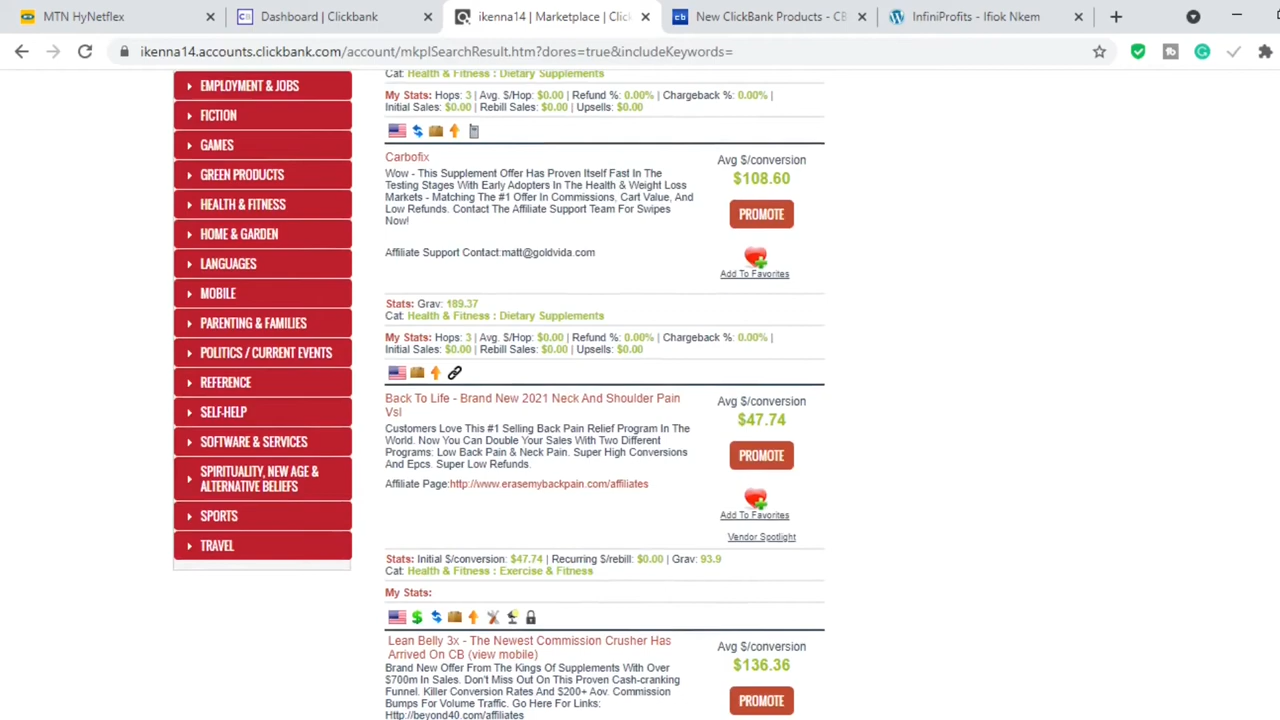 MTN HyNetflex
Dashboard | Clickbank
ikenna14 | Marketplace | Click
New ClickBank Products - CB
InfiniProfits - Ifiok Nkem
ikenna14.accounts.clickbank.com/account/mkplSearchResult.htm?dores=true&includeKeywords=
EMPLOYMENT & JOBS
FICTION
GAMES
GREEN PRODUCTS
HEALTH & FITNESS
HOME & GARDEN
LANGUAGES
MOBILE
PARENTING & FAMILIES
POLITICS / CURRENT EVENTS
REFERENCE
SELF-HELP
SOFTWARE & SERVICES
SPIRITUALITY, NEW AGE &
ALTERNATIVE BELIEFS
SPORTS
TRAVEL
Cat: Health & Fitness : Dietary Supplements
My Stats: Hops: 3 | Avg. $/Hop: $0.00 | Refund %: 0.00% | Chargeback %: 0.00% |
Initial Sales: $0.00 | Rebill Sales: $0.00 | Upsells: $0.00
Carbofix
Wow - This Supplement Offer Has Proven Itself Fast In The
Testing Stages With Early Adopters In The Health & Weight Loss
Markets - Matching The #1 Offer In Commissions, Cart Value, And
Low Refunds. Contact The Affiliate Support Team For Swipes
Now!
Affiliate Support Contact:matt@goldvida.com
Avg $/conversion
$108.60
PROMOTE
Add To Favorites
Stats: Grav: 189.37
Cat: Health & Fitness : Dietary Supplements
My Stats: Hops: 3 | Avg. $/Hop: $0.00 | Refund %: 0.00% | Chargeback %: 0.00% |
Initial Sales: $0.00 | Rebill Sales: $0.00 | Upsells: $0.00
Back To Life - Brand New 2021 Neck And Shoulder Pain
Vsl
Customers Love This #1 Selling Back Pain Relief Program In The
World. Now You Can Double Your Sales With Two Different
Programs: Low Back Pain & Neck Pain. Super High Conversions
And Epcs. Super Low Refunds.
Affiliate Page:http://www.erasemybackpain.com/affiliates
Avg $/conversion
$47.74
PROMOTE
Add To Favorites
Vendor Spotlight
Stats: Initial $/conversion: $47.74 | Recurring $/rebill: $0.00 | Grav: 93.9
Cat: Health & Fitness : Exercise & Fitness
My Stats:
Lean Belly 3x - The Newest Commission Crusher Has
Arrived On CB (view mobile)
Brand New Offer From The Kings Of Supplements With Over
$700m In Sales. Don't Miss Out On This Proven Cash-cranking
Funnel. Killer Conversion Rates And $200+ Aov. Commission
Bumps For Volume Traffic. Go Here For Links:
Http://beyond40.com/affiliates
Avg $/conversion
$136.36
PROMOTE